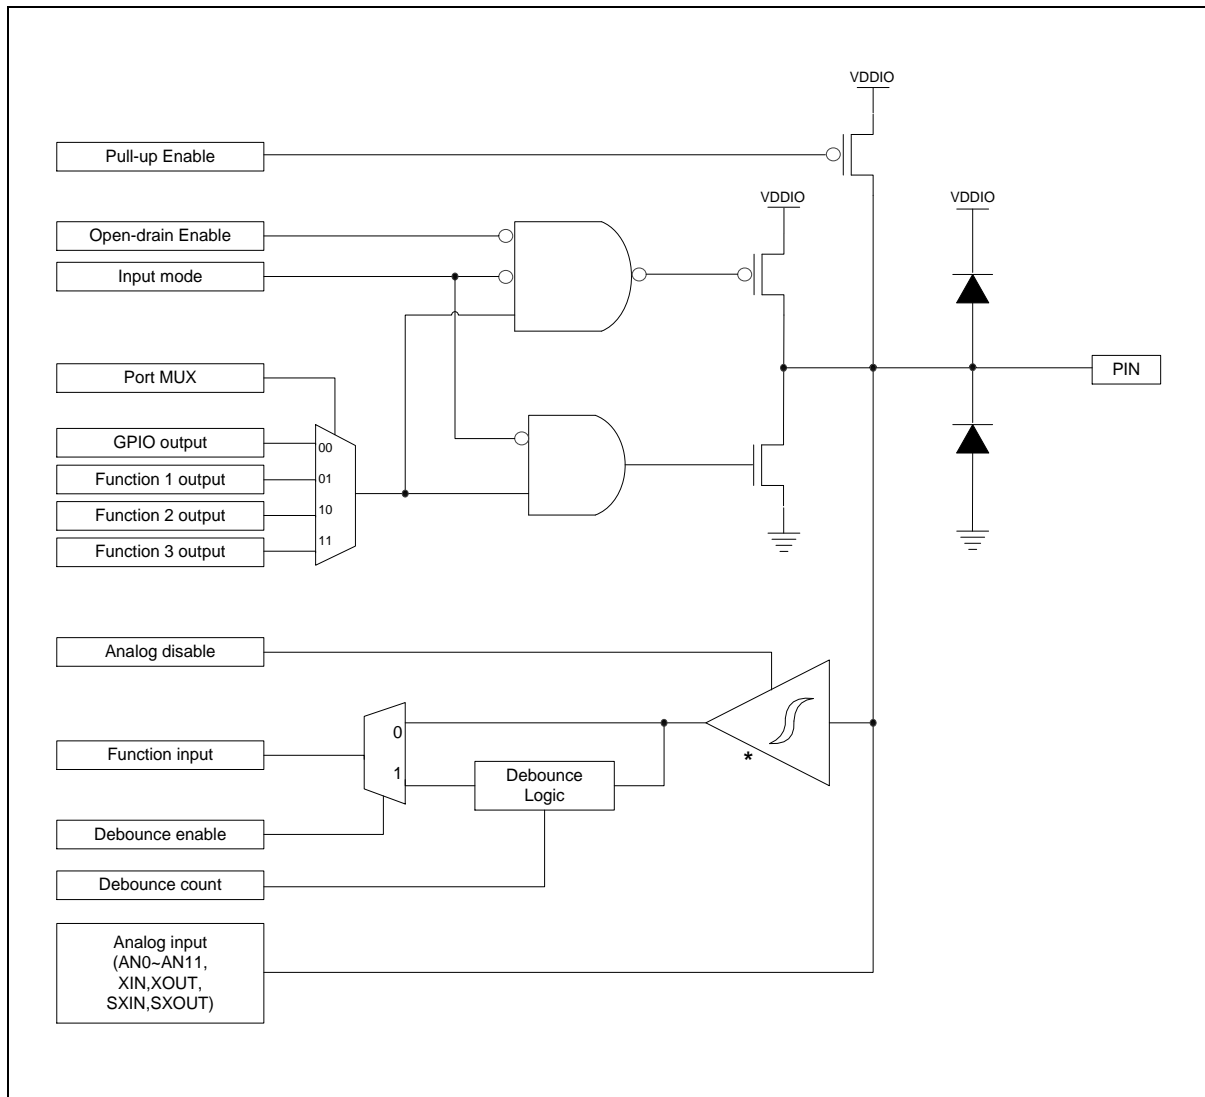 VDDIO
Pull-up Enable
VDDIO
VDDIO
Open-drain Enable
Input mode
Port MUX
PIN
GPIO output
00
Function 1 output
01
Function 2 output
10
Function 3 output
11
Analog disable
Function input
0
1
*
Debounce
Logic
Debounce enable
Debounce count
Analog input
(AN0~AN11,
XIN,XOUT,
SXIN,SXOUT)